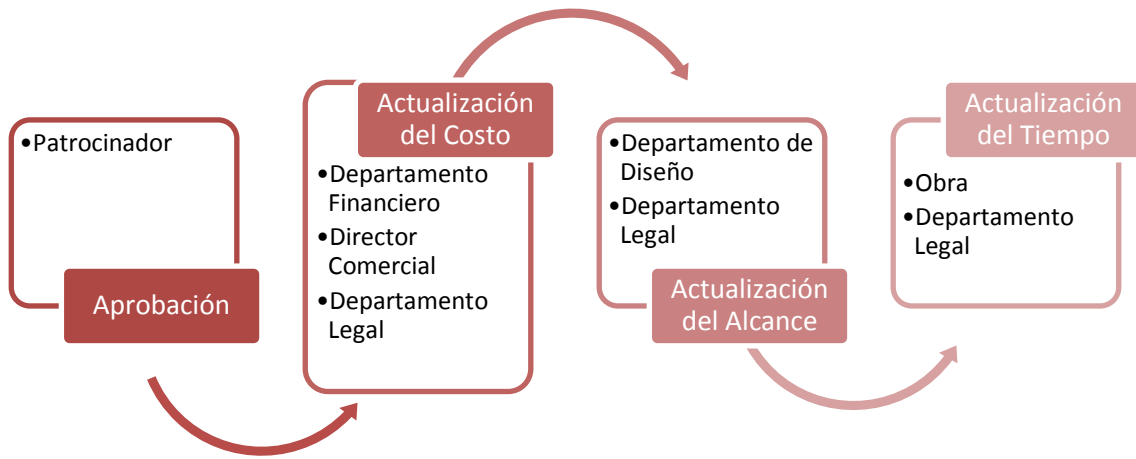 •Patrocinador
Aprobación
Actualización
del Costo
•Departamento
Financiero
•Director
Comercial
•Departamento
Legal
•Departamento de
Diseño
•Departamento
Legal
Actualización
del Alcance
Actualización
del Tiempo
•Obra
•Departamento
Legal